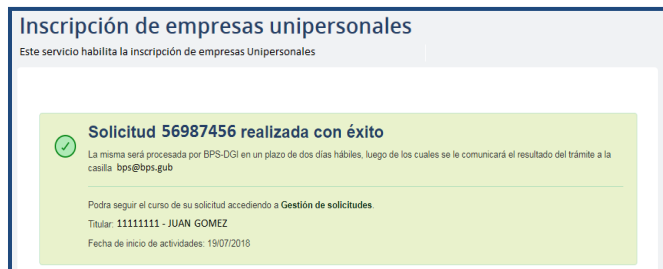 Inscripción de empresas unipersonales
Este servicio habilita la inscripción de empresas Unipersonales
Solicitud 56987456 realizada con éxito
La misma será procesada por BPS-DGI en un plazo de dos días hábiles, luego de los cuales se le comunicará el resultado del trámite a la
casilla bps@bps.gub
Podra seguir el curso de su solicitud accediendo a Gestión de solicitudes.
Titular: 11111111 - JUAN GOMEZ
Fecha de inicio de actividades: 19/07/2018